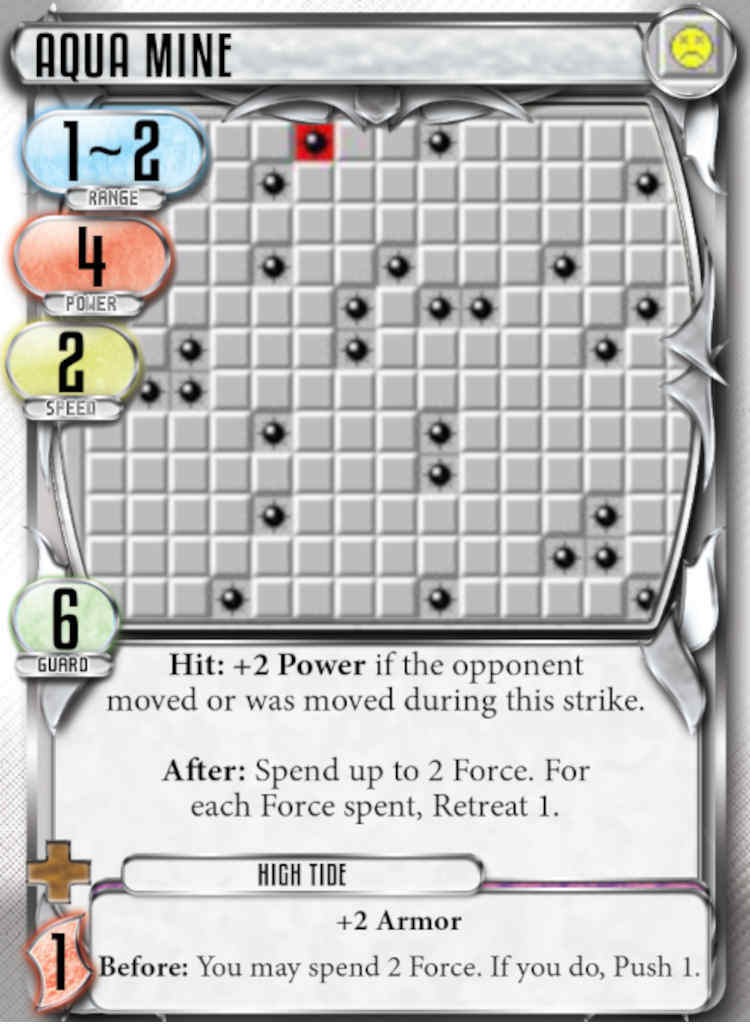 AQUA MINE
1~2
RANGE
4
POWER
2
SPEED
6
GUARD
Hit: +2 Power if the opponent
moved or was moved during this strike.
After: Spend up to 2 Force. For
each Force spent, Retreat 1.
HIGH TIDE
1
+2 Armor
Before: You may spend 2 Force. If you do, Push 1.